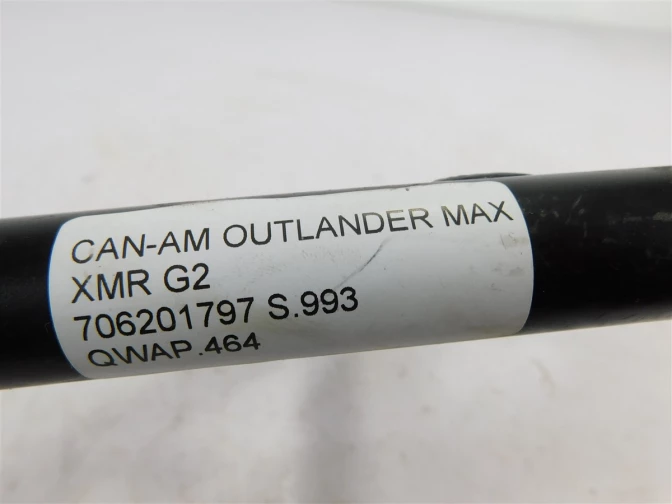 CAN-AM OUTLANDER MAX
XMR G2
706201797 S.993
QWAP.464